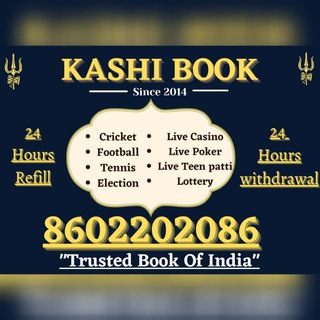 KASHI BOOK
Since 2014
24
Hours
Refill
• Cricket
• Football
• Tennis
• Election
• Live Casino
• Live Poker
• Live Teen patti
• Lottery
24
Hours
withdrawal
8602202086
"Trusted Book Of India"